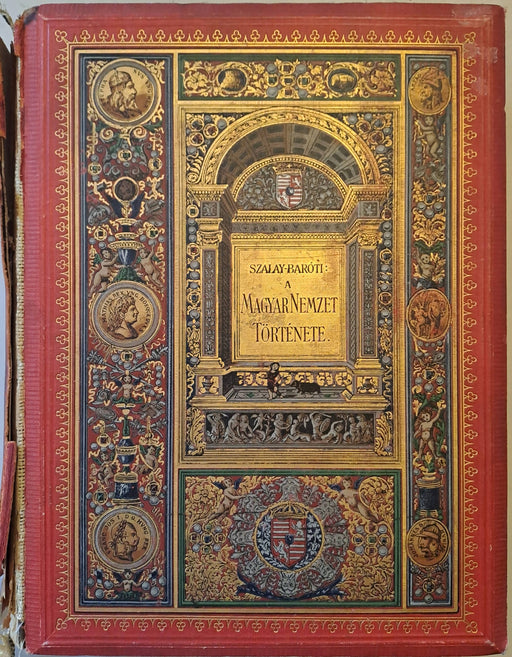 SZALAY-BARÓTI:
A
MAGYAR NEMZET
TÖRTÉNETE.